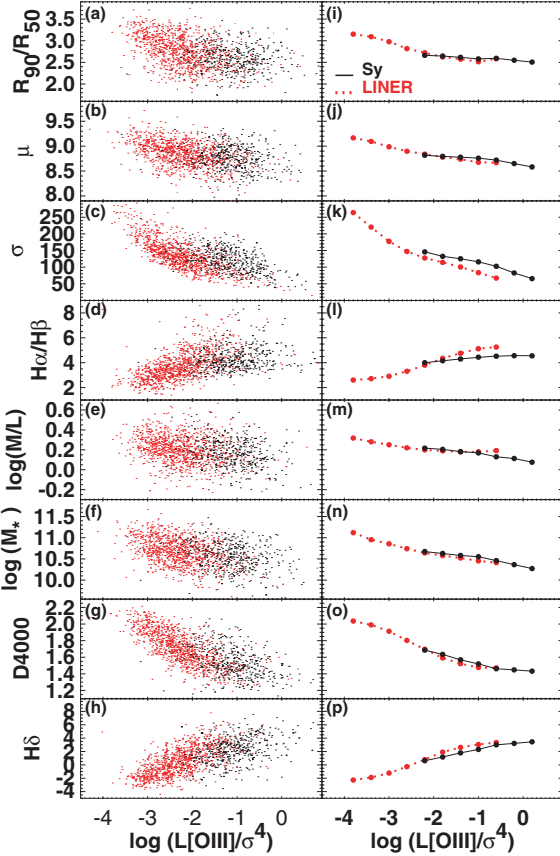 (a) (i)
R90/R50
3.5
3.0
2.5
2.0
Sy
LINER
(b) (j)
μ
9.5
9.0
8.5
8.0
(c) (k)
σ
250
200
150
100
50
(d) (l)
Hα/Hβ
8
6
4
2
(e) (m)
log(M/L)
0.6
0.4
0.2
0.0
-0.2
(f) (n)
log (M*)
11.5
11.0
10.5
10.0
(g) (o)
D4000
2.2
2.0
1.8
1.6
1.4
1.2
(h) (p)
Hδ
8
6
4
2
0
-2
-4
-4 -3 -2 -1 0 -4 -3 -2 -1 0
log (L[OIII]/σ4) log (L[OIII]/σ4)